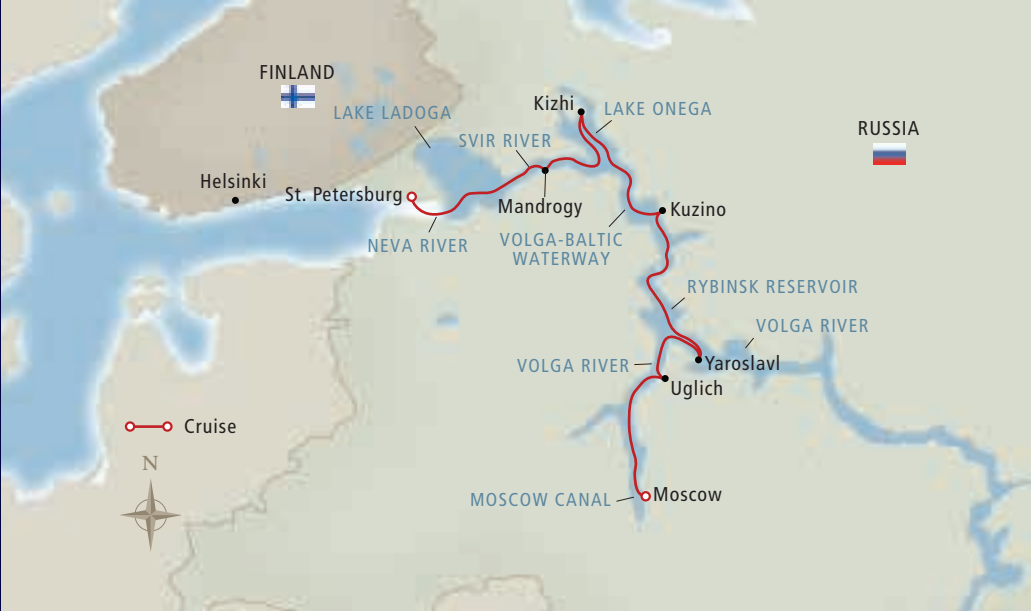 FINLAND
LAKE LADOGA
Kizhi
LAKE ONEGA
SVIR RIVER
RUSSIA
Helsinki
St. Petersburg
Mandrogy
Kuzino
NEVA RIVER
VOLGA-BALTIC
WATERWAY
RYBINSK RESERVOIR
VOLGA RIVER
VOLGA RIVER
Yaroslavl
Uglich
Cruise
N
MOSCOW CANAL
Moscow